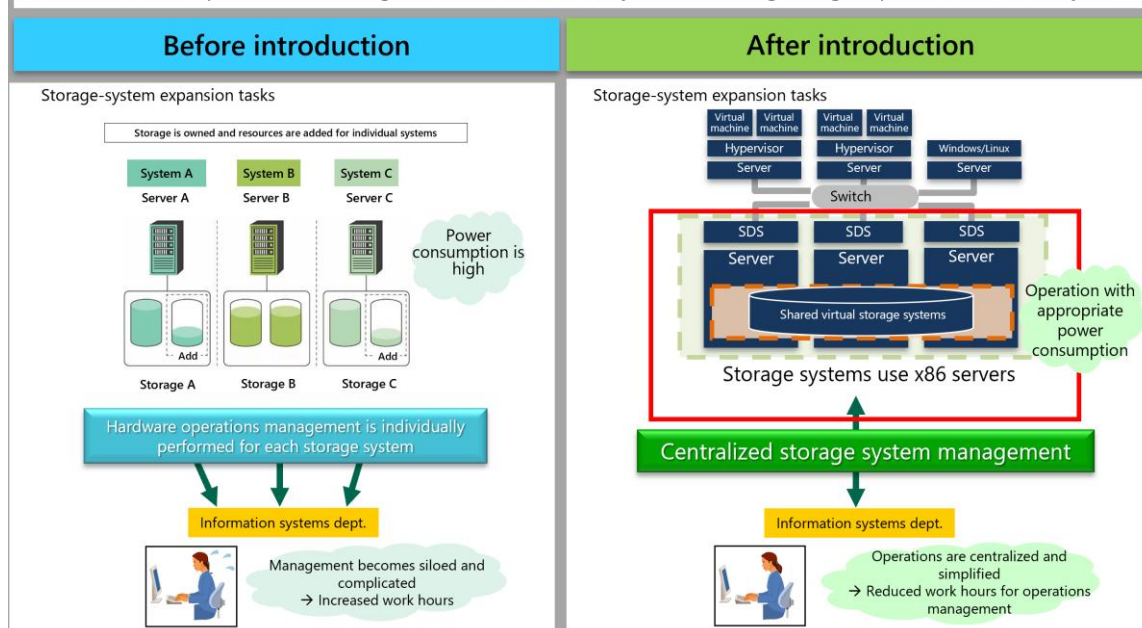 Before introduction
Storage-system expansion tasks
Storage is owned and resources are added for individual systems
System A
System B
System C
Server A
Server B
Server C
Power
consumption is
high
Add
Add
Storage A
Storage B
Storage C
Hardware operations management is individually
performed for each storage system
Information systems dept.
Management becomes siloed and
complicated
→ Increased work hours
After introduction
Storage-system expansion tasks
Virtual machine
Virtual machine
Virtual machine
Virtual machine
Hypervisor
Hypervisor
Windows/Linux
Server
Server
Server
Switch
SDS
SDS
SDS
Server
Server
Server
Shared virtual storage systems
Operation with
appropriate
power
consumption
Storage systems use x86 servers
Centralized storage system management
Information systems dept.
Operations are centralized and
simplified
→ Reduced work hours for operations
management